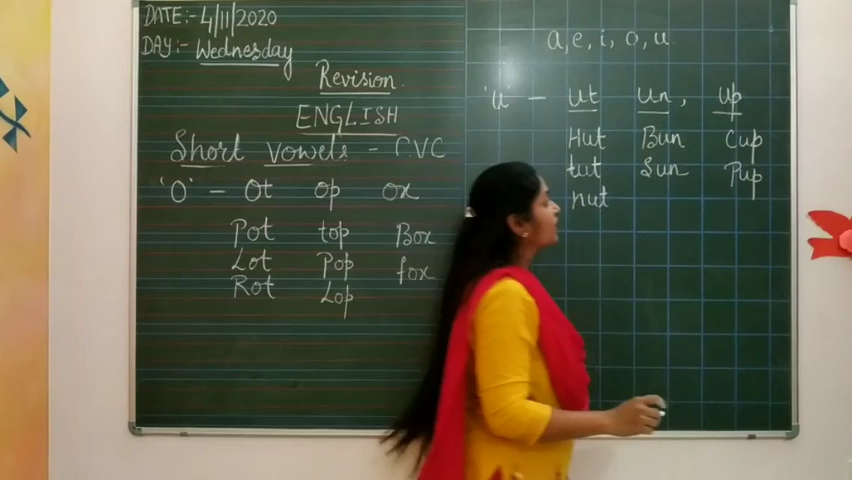 DATE:- 4/11/2020
DAY:- Wednesday
Revision.
ENGLISH
Short vowels - CVC
'O' - Ot op ox
Pot top Box
Lot Pop fox
Rot Lop
a, e, i, o, u
'u' - ut un, up
Hut Bun Cup
tut Sun Pup
nut